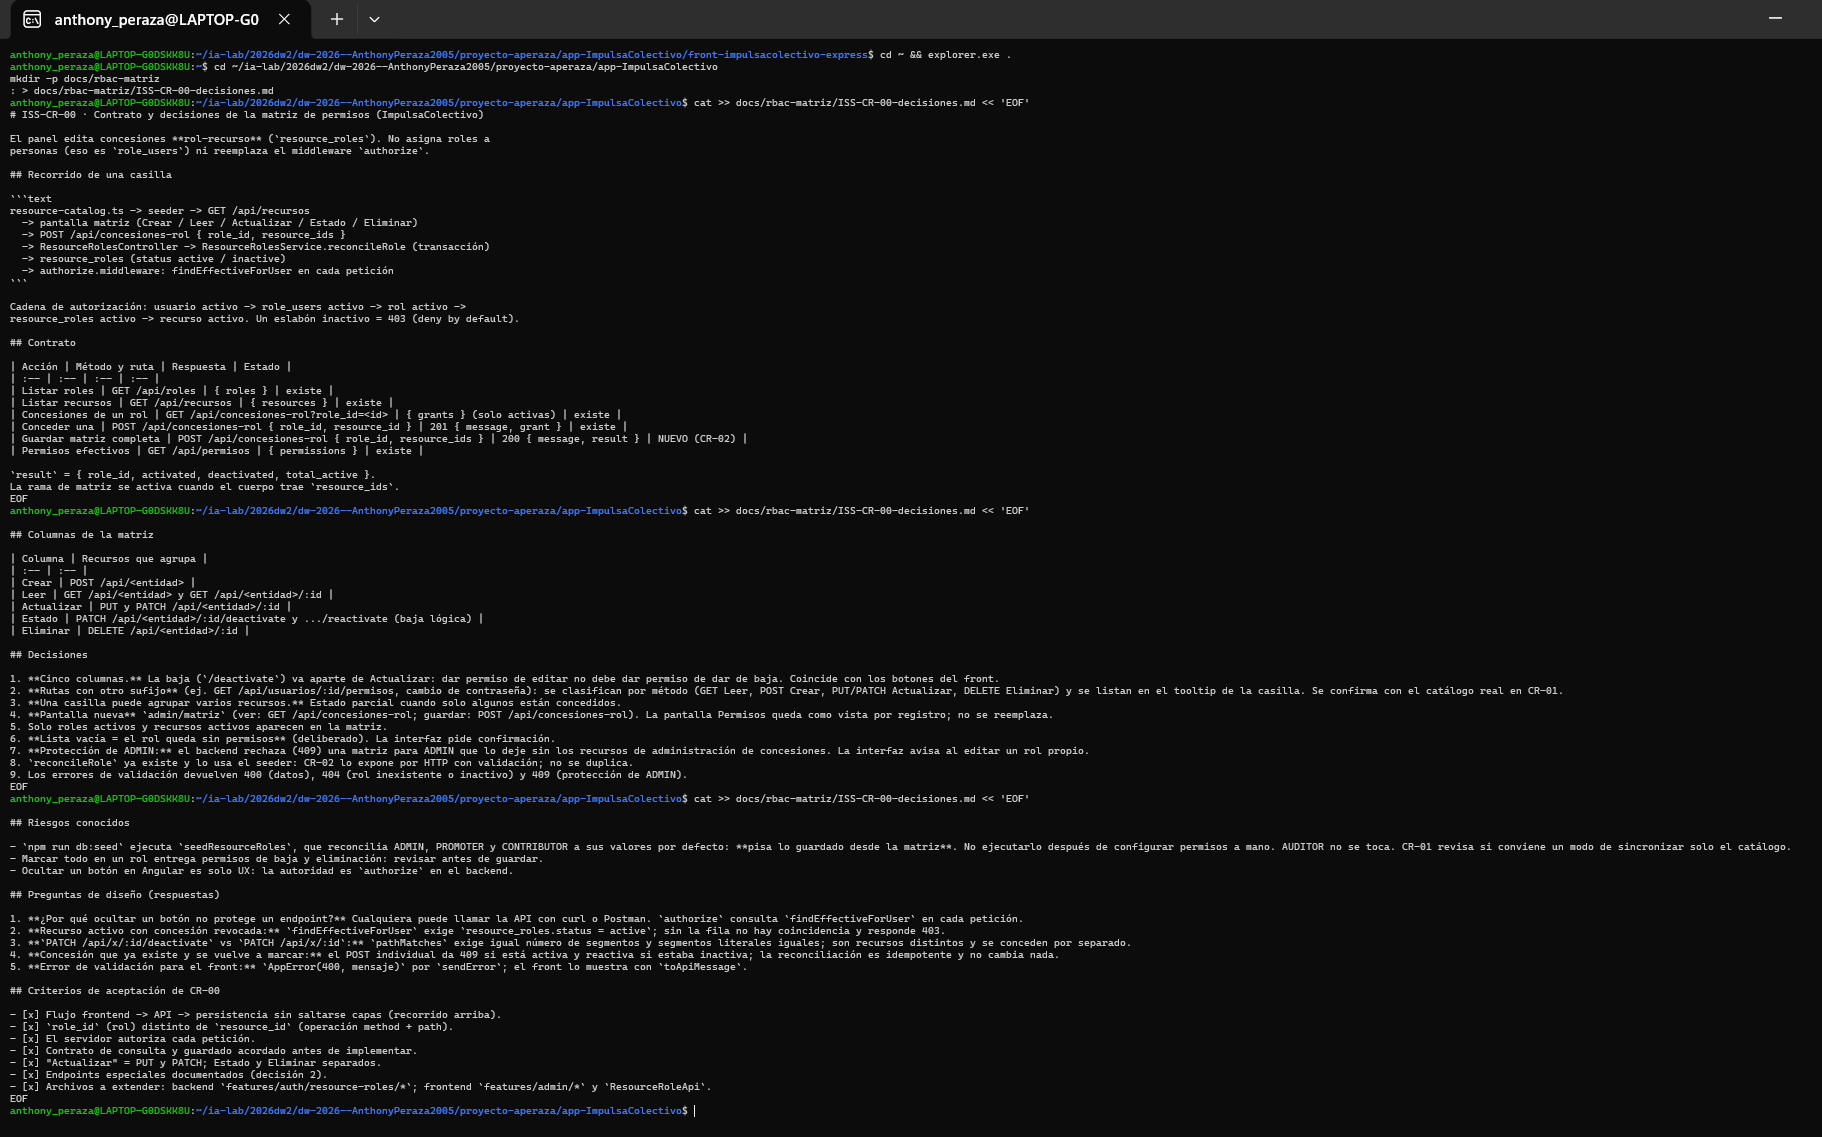 anthony_peraza@LAPTOP-G0
anthony_peraza@LAPTOP-G0DSKK8U:~/ia-lab/2026dw2/dw-2026--AnthonyPeraza2005/proyecto-aperaza/app-ImpulsaColectivo/front-impulsacolectivo-express$ cd ~ && explorer.exe .
anthony_peraza@LAPTOP-G0DSKK8U:~$ cd ~/ia-lab/2026dw2/dw-2026--AnthonyPeraza2005/proyecto-aperaza/app-ImpulsaColectivo
mkdir -p docs/rbac-matriz
: > docs/rbac-matriz/ISS-CR-00-decisiones.md
anthony_peraza@LAPTOP-G0DSKK8U:~/ia-lab/2026dw2/dw-2026--AnthonyPeraza2005/proyecto-aperaza/app-ImpulsaColectivo$ cat >> docs/rbac-matriz/ISS-CR-00-decisiones.md << 'EOF'
# ISS-CR-00 · Contrato y decisiones de la matriz de permisos (ImpulsaColectivo)

El panel edita concesiones **rol-recurso** (`resource_roles`). No asigna roles a
personas (eso es `role_users`) ni reemplaza el middleware `authorize`.

## Recorrido de una casilla

```text
resource-catalog.ts -> seeder -> GET /api/recursos
  -> pantalla matriz (Crear / Leer / Actualizar / Estado / Eliminar)
  -> POST /api/concesiones-rol { role_id, resource_ids }
  -> ResourceRolesController -> ResourceRolesService.reconcileRole (transacción)
  -> resource_roles (status active / inactive)
  -> authorize.middleware: findEffectiveForUser en cada petición
```

Cadena de autorización: usuario activo -> role_users activo -> rol activo ->
resource_roles activo -> recurso activo. Un eslabón inactivo = 403 (deny by default).

## Contrato

| Acción | Método y ruta | Respuesta | Estado |
| :-- | :-- | :-- | :-- |
| Listar roles | GET /api/roles | { roles } | existe |
| Listar recursos | GET /api/recursos | { resources } | existe |
| Concesiones de un rol | GET /api/concesiones-rol?role_id=<id> | { grants } (solo activas) | existe |
| Conceder una | POST /api/concesiones-rol { role_id, resource_id } | 201 { message, grant } | existe |
| Guardar matriz completa | POST /api/concesiones-rol { role_id, resource_ids } | 200 { message, result } | NUEVO (CR-02) |
| Permisos efectivos | GET /api/permisos | { permissions } | existe |

`result` = { role_id, activated, deactivated, total_active }.
La rama de matriz se activa cuando el cuerpo trae `resource_ids`.
EOF
anthony_peraza@LAPTOP-G0DSKK8U:~/ia-lab/2026dw2/dw-2026--AnthonyPeraza2005/proyecto-aperaza/app-ImpulsaColectivo$ cat >> docs/rbac-matriz/ISS-CR-00-decisiones.md << 'EOF'

## Columnas de la matriz

| Columna | Recursos que agrupa |
| :-- | :-- |
| Crear | POST /api/<entidad> |
| Leer | GET /api/<entidad> y GET /api/<entidad>/:id |
| Actualizar | PUT y PATCH /api/<entidad>/:id |
| Estado | PATCH /api/<entidad>/:id/deactivate y .../reactivate (baja lógica) |
| Eliminar | DELETE /api/<entidad>/:id |

## Decisiones

1. **Cinco columnas.** La baja (`/deactivate`) va aparte de Actualizar: dar permiso de editar no debe dar permiso de dar de baja. Coincide con los botones del front.
2. **Rutas con otro sufijo** (ej. GET /api/usuarios/:id/permisos, cambio de contraseña): se clasifican por método (GET Leer, POST Crear, PUT/PATCH Actualizar, DELETE Eliminar) y se listan en el tooltip de la casilla. Se confirma con el catálogo real en CR-01.
3. **Una casilla puede agrupar varios recursos.** Estado parcial cuando solo algunos están concedidos.
4. **Pantalla nueva** `admin/matriz` (ver: GET /api/concesiones-rol; guardar: POST /api/concesiones-rol). La pantalla Permisos queda como vista por registro; no se reemplaza.
5. Solo roles activos y recursos activos aparecen en la matriz.
6. **Lista vacía = el rol queda sin permisos** (deliberado). La interfaz pide confirmación.
7. **Protección de ADMIN:** el backend rechaza (409) una matriz para ADMIN que lo deje sin los recursos de administración de concesiones. La interfaz avisa al editar un rol propio.
8. `reconcileRole` ya existe y lo usa el seeder: CR-02 lo expone por HTTP con validación; no se duplica.
9. Los errores de validación devuelven 400 (datos), 404 (rol inexistente o inactivo) y 409 (protección de ADMIN).
EOF
anthony_peraza@LAPTOP-G0DSKK8U:~/ia-lab/2026dw2/dw-2026--AnthonyPeraza2005/proyecto-aperaza/app-ImpulsaColectivo$ cat >> docs/rbac-matriz/ISS-CR-00-decisiones.md << 'EOF'

## Riesgos conocidos

- `npm run db:seed` ejecuta `seedResourceRoles`, que reconcilia ADMIN, PROMOTER y CONTRIBUTOR a sus valores por defecto: **pisa lo guardado desde la matriz**. No ejecutarlo después de configurar permisos a mano. AUDITOR no se toca. CR-01 revisa si conviene un modo de sincronizar solo el catálogo.
- Marcar todo en un rol entrega permisos de baja y eliminación: revisar antes de guardar.
- Ocultar un botón en Angular es solo UX: la autoridad es `authorize` en el backend.

## Preguntas de diseño (respuestas)

1. **¿Por qué ocultar un botón no protege un endpoint?** Cualquiera puede llamar la API con curl o Postman. `authorize` consulta `findEffectiveForUser` en cada petición.
2. **Recurso activo con concesión revocada:** `findEffectiveForUser` exige `resource_roles.status = active`; sin la fila no hay coincidencia y responde 403.
3. **`PATCH /api/x/:id/deactivate` vs `PATCH /api/x/:id`:** `pathMatches` exige igual número de segmentos y segmentos literales iguales; son recursos distintos y se conceden por separado.
4. **Concesión que ya existe y se vuelve a marcar:** el POST individual da 409 si está activa y reactiva si estaba inactiva; la reconciliación es idempotente y no cambia nada.
5. **Error de validación para el front:** `AppError(400, mensaje)` por `sendError`; el front lo muestra con `toApiMessage`.

## Criterios de aceptación de CR-00

- [x] Flujo frontend -> API -> persistencia sin saltarse capas (recorrido arriba).
- [x] `role_id` (rol) distinto de `resource_id` (operación method + path).
- [x] El servidor autoriza cada petición.
- [x] Contrato de consulta y guardado acordado antes de implementar.
- [x] "Actualizar" = PUT y PATCH; Estado y Eliminar separados.
- [x] Endpoints especiales documentados (decisión 2).
- [x] Archivos a extender: backend `features/auth/resource-roles/*`; frontend `features/admin/*` y `ResourceRoleApi`.
EOF
anthony_peraza@LAPTOP-G0DSKK8U:~/ia-lab/2026dw2/dw-2026--AnthonyPeraza2005/proyecto-aperaza/app-ImpulsaColectivo$